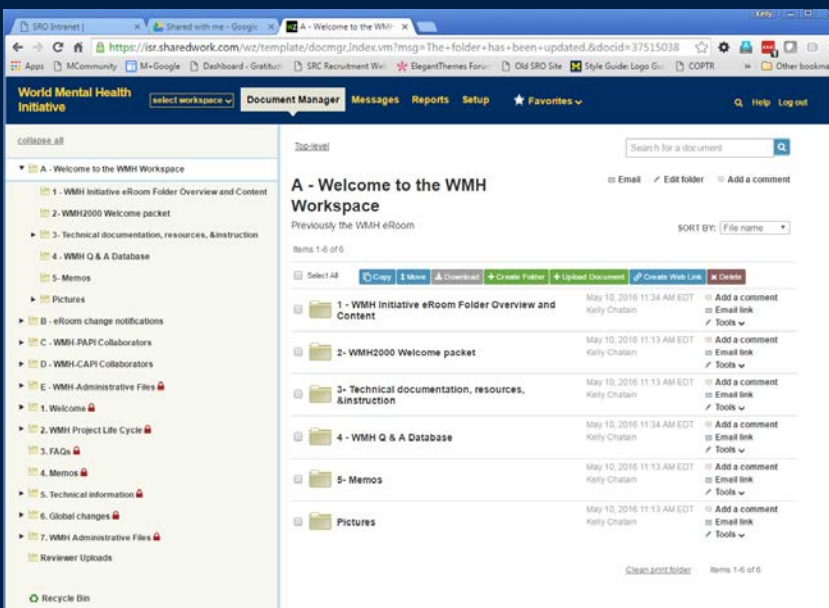 Kelly
SRO Intranet |
Shared with me - Google
A - Welcome to the WMH
https://isr.sharedwork.com/wz/template/docmgr,Index.vm?msg=The+folder+has+been+updated.&docid=37515038
Apps MCommunity M+Google Dashboard - Gratitud SRC Recruitment We ElegantThemes Forum Old SRO Site Style Guide: Logo Gu COPTR » Other bookma
World Mental Health
Initiative
select workspace Document Manager Messages Reports Setup Favorites Help Logout
collapse all
A - Welcome to the WMH Workspace
1 - WMH Initiative eRoom Folder Overview and Content
2- WMH2000 Welcome packet
3- Technical documentation, resources, &instruction
4 - WMH Q & A Database
5- Memos
Pictures
B - eRoom change notifications
C - WMH-PAPI Collaborators
D - WMH-CAPI Collaborators
E - WMH-Administrative Files
1. Welcome
2. WMH Project Life Cycle
3. FAQs
4. Memos
5. Technical information
6. Global changes
7. WMH Administrative Files
Reviewer Uploads
Recycle Bin
Top-level
Search for a document
A - Welcome to the WMH
Workspace
Email Edit folder Add a comment
Previously the WMH eRoom
SORT BY: File name
Items 1-6 of 6
Select All Copy Move Download Create Folder Upload Document Create Web Link Delete
1 - WMH Initiative eRoom Folder Overview and
Content
May 10, 2016 11:34 AM EDT
Kelly Chatain
Add a comment
Email link
Tools
2- WMH2000 Welcome packet
May 10, 2016 11:13 AM EDT
Kelly Chatain
Add a comment
Email link
Tools
3- Technical documentation, resources,
&instruction
May 10, 2016 11:13 AM EDT
Kelly Chatain
Add a comment
Email link
Tools
4 - WMH Q & A Database
May 10, 2016 11:34 AM EDT
Kelly Chatain
Add a comment
Email link
Tools
5- Memos
May 10, 2016 11:13 AM EDT
Kelly Chatain
Add a comment
Email link
Tools
Pictures
May 10, 2016 11:13 AM EDT
Kelly Chatain
Add a comment
Email link
Tools
Clean print folder Items 1-6 of 6